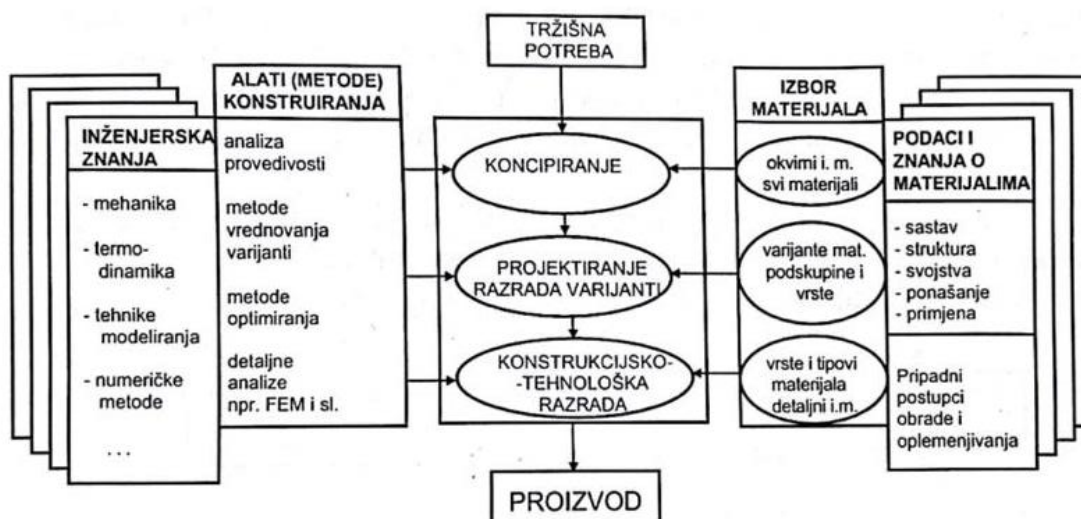 TRŽIŠNA
POTREBA
INŽENJERSKA
ZNANJA
- mehanika
- termo-
dinamika
- tehnike
modeliranja
- numeričke
metode
...
ALATI (METODE)
KONSTRUIRANJA
analiza
provedivosti
metode
vrednovanja
varijanti
metode
optimiranja
detaljne
analize
npr. FEM i sl.
KONCIPIRANJE
PROJEKTIRANJE
RAZRADA VARIJANTI
KONSTRUKCIJSKO-
-TEHNOLOŠKA
RAZRADA
PROIZVOD
IZBOR
MATERIJALA
okvirni i. m.
svi materijali
varijante mat.
podskupine i
vrste
vrste i tipovi
materijala
detaljni i.m.
PODACI I
ZNANJA O
MATERIJALIMA
- sastav
- struktura
- svojstva
- ponašanje
- primjena
Pripadni
postupci
obrade i
oplemenjivanja